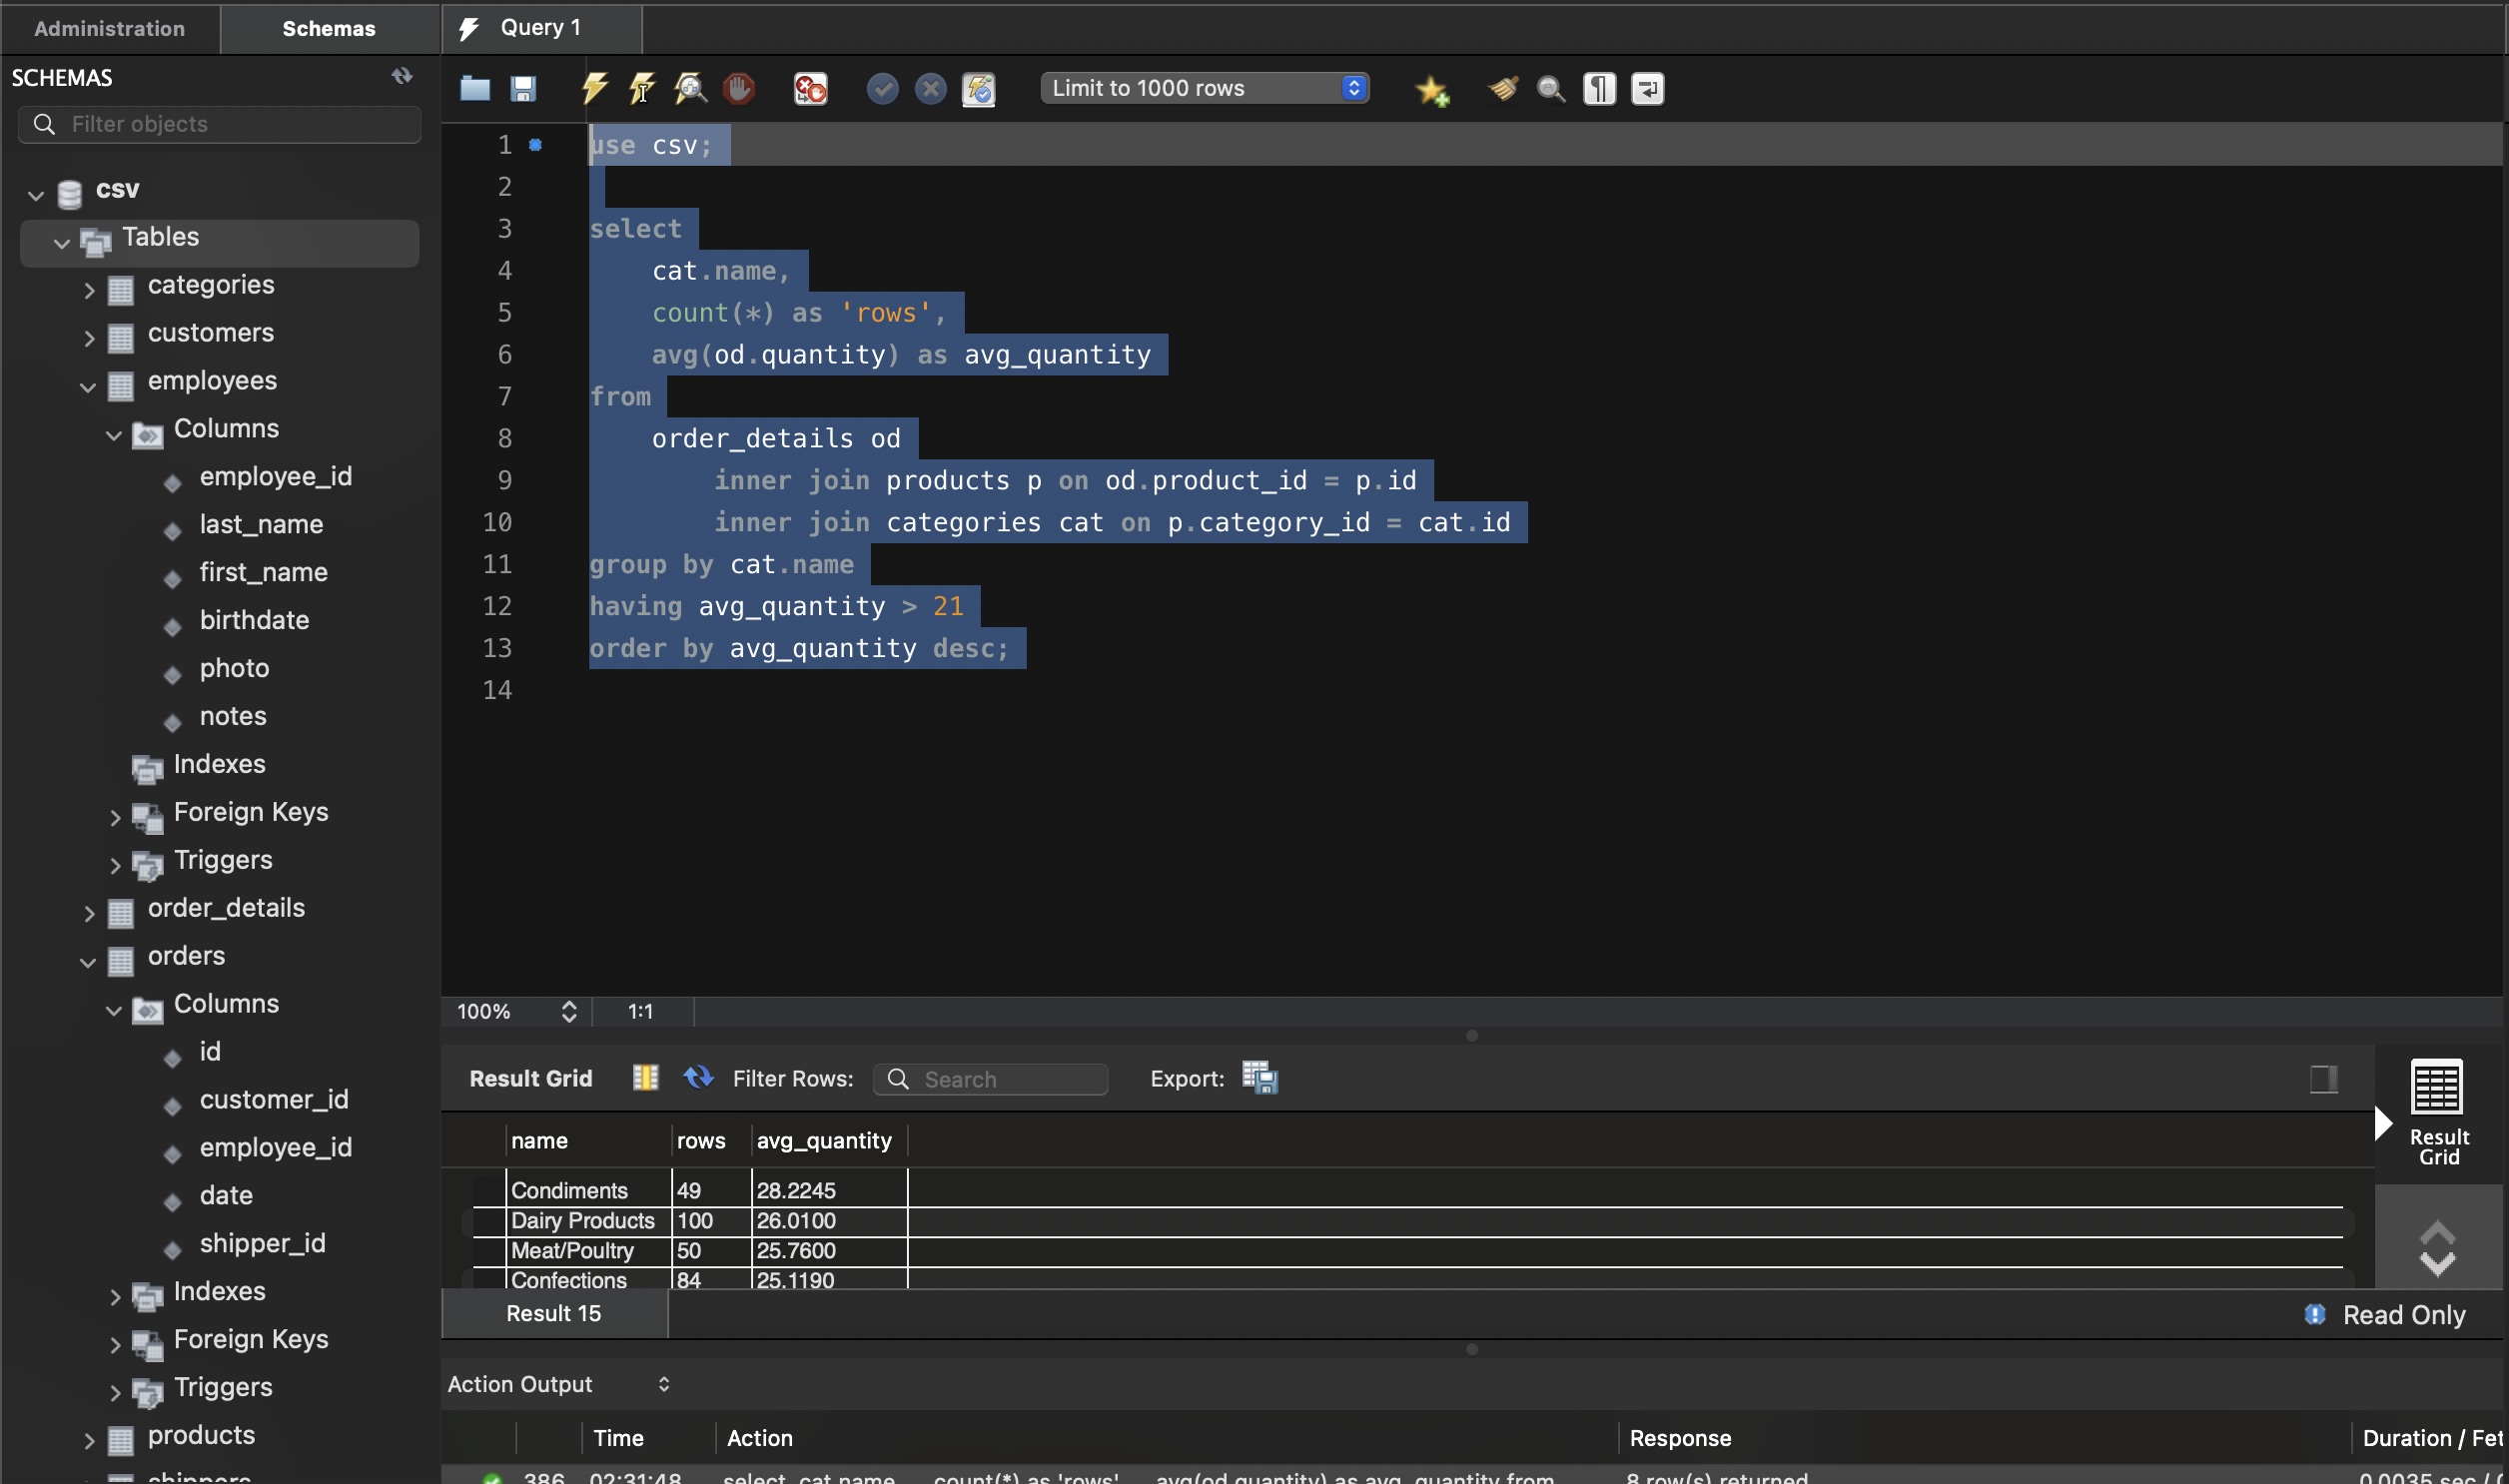 Administration
Schemas
Query 1
SCHEMAS
Filter objects
Limit to 1000 rows
csv
Tables
categories
customers
employees
Columns
employee_id
last_name
first_name
birthdate
photo
notes
Indexes
Foreign Keys
Triggers
order_details
orders
Columns
id
customer_id
employee_id
date
shipper_id
Indexes
Foreign Keys
Triggers
products
shippers
1 use csv;
2
3 select
4 cat.name,
5 count(*) as 'rows',
6 avg(od.quantity) as avg_quantity
7 from
8 order_details od
9 inner join products p on od.product_id = p.id
10 inner join categories cat on p.category_id = cat.id
11 group by cat.name
12 having avg_quantity > 21
13 order by avg_quantity desc;
14
100% 1:1
Result Grid Filter Rows: Search Export:
Result
Grid
name rows avg_quantity
Condiments 49 28.2245
Dairy Products 100 26.0100
Meat/Poultry 50 25.7600
Confections 84 25.1190
Result 15
Read Only
Action Output
Time Action Response Duration / Fet
386 02:31:48 select cat.name, count(*) as 'rows', avg(od.quantity) as avg_quantity from 8 row(s) returned 0.0035 sec /